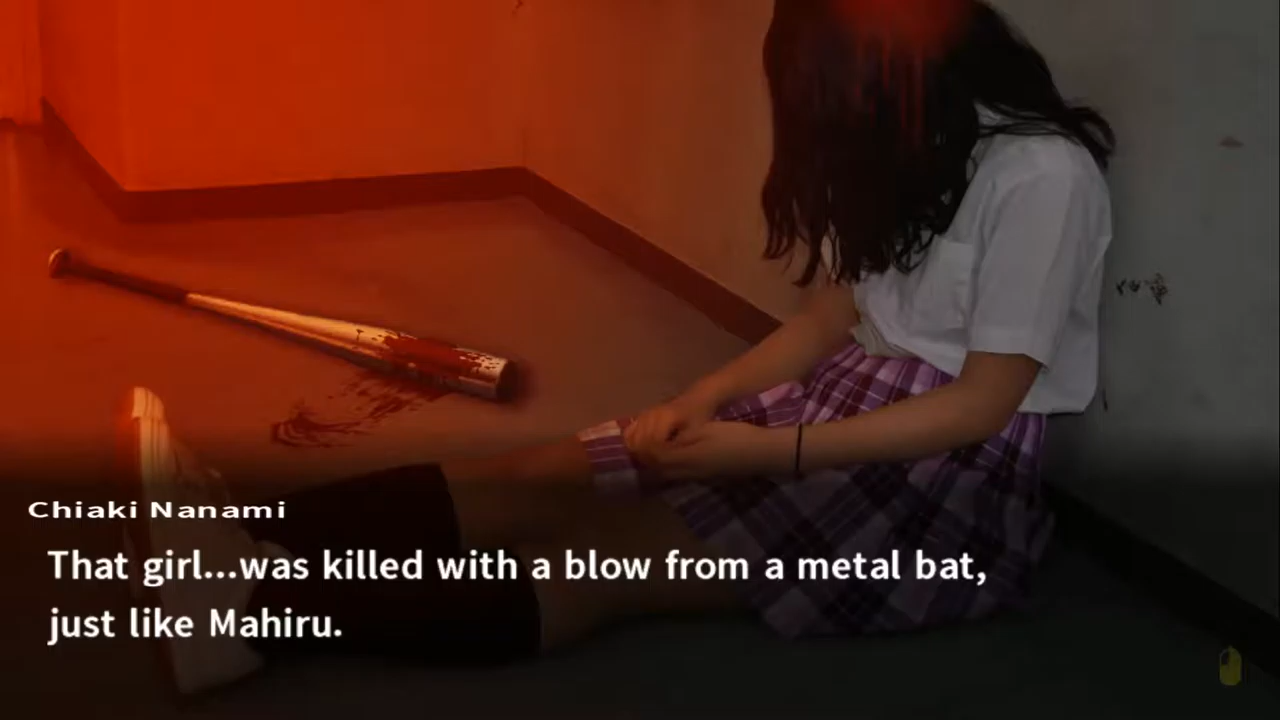 Chiaki Nanami
That girl...was killed with a blow from a metal bat,
just like Mahiru.